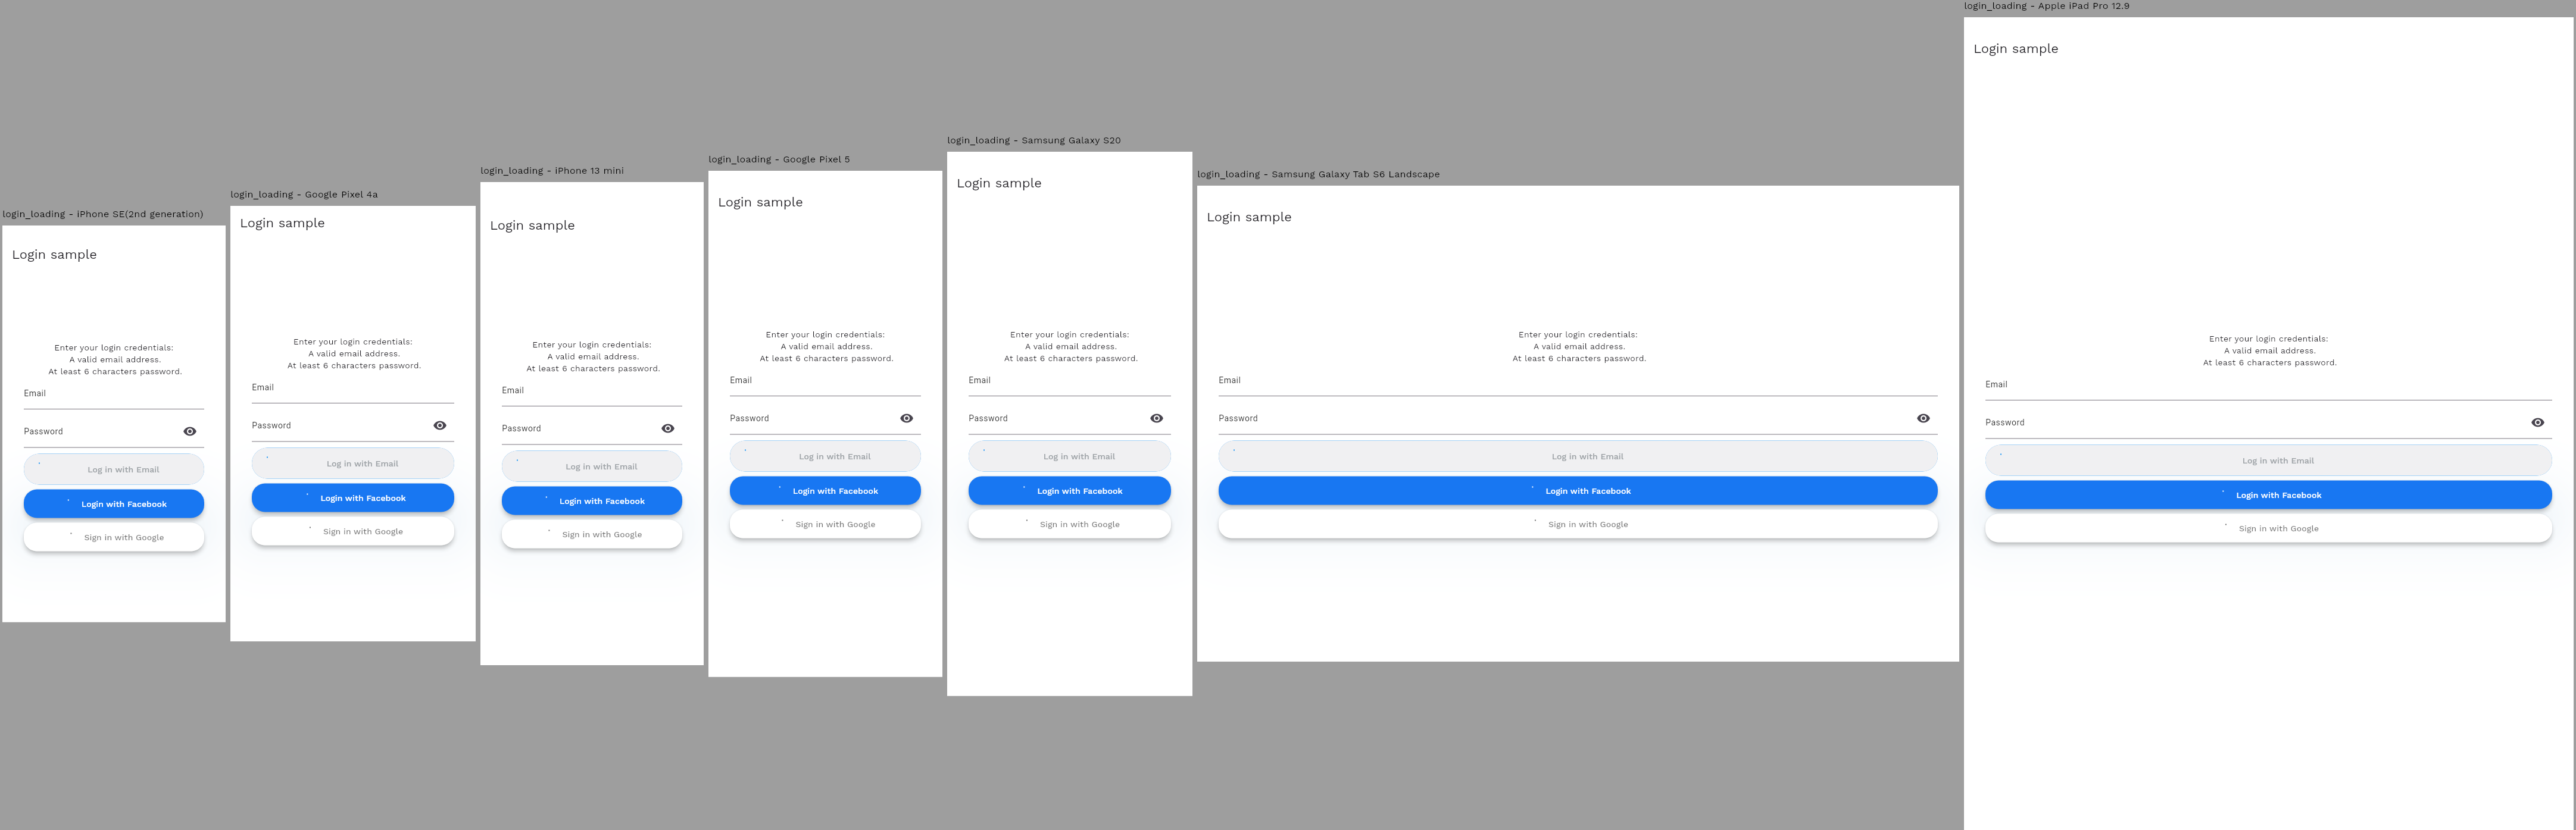 login_loading - iPhone SE(2nd generation)
Login sample
Enter your login credentials:
A valid email address.
At least 6 characters password.
Email
Password
Log in with Email
Login with Facebook
Sign in with Google
login_loading - Google Pixel 4a
Login sample
Enter your login credentials:
A valid email address.
At least 6 characters password.
Email
Password
Log in with Email
Login with Facebook
Sign in with Google
login_loading - iPhone 13 mini
Login sample
Enter your login credentials:
A valid email address.
At least 6 characters password.
Email
Password
Log in with Email
Login with Facebook
Sign in with Google
login_loading - Google Pixel 5
Login sample
Enter your login credentials:
A valid email address.
At least 6 characters password.
Email
Password
Log in with Email
Login with Facebook
Sign in with Google
login_loading - Samsung Galaxy S20
Login sample
Enter your login credentials:
A valid email address.
At least 6 characters password.
Email
Password
Log in with Email
Login with Facebook
Sign in with Google
login_loading - Samsung Galaxy Tab S6 Landscape
Login sample
Enter your login credentials:
A valid email address.
At least 6 characters password.
Email
Password
Log in with Email
Login with Facebook
Sign in with Google
login_loading - Apple iPad Pro 12.9
Login sample
Enter your login credentials:
A valid email address.
At least 6 characters password.
Email
Password
Log in with Email
Login with Facebook
Sign in with Google